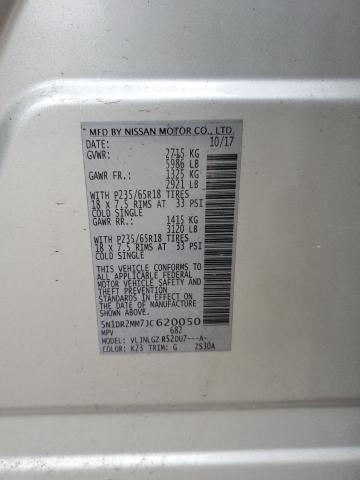 MFD BY NISSAN MOTOR CO., LTD.
DATE: 10/17
GVWR: 2715 KG
5986 LB
GAWR FR.: 1325 KG
2921 LB
WITH P235/65R18 TIRES
18 x 7.5 RIMS AT 33 PSI
COLD SINGLE
GAWR RR.: 1415 KG
3120 LB
WITH P235/65R18 TIRES
18 x 7.5 RIMS AT 33 PSI
COLD SINGLE
THIS VEHICLE CONFORMS TO
ALL APPLICABLE FEDERAL
MOTOR VEHICLE SAFETY AND
THEFT PREVENTION
STANDARDS IN EFFECT ON
THE DATE OF MANUFACTURE
SHOWN ABOVE.
5N1DR2MM7JC620050
MPV 682
MODEL: VLJNLGZ R52DU7---A-
COLOR: K23 TRIM: G ZS30A